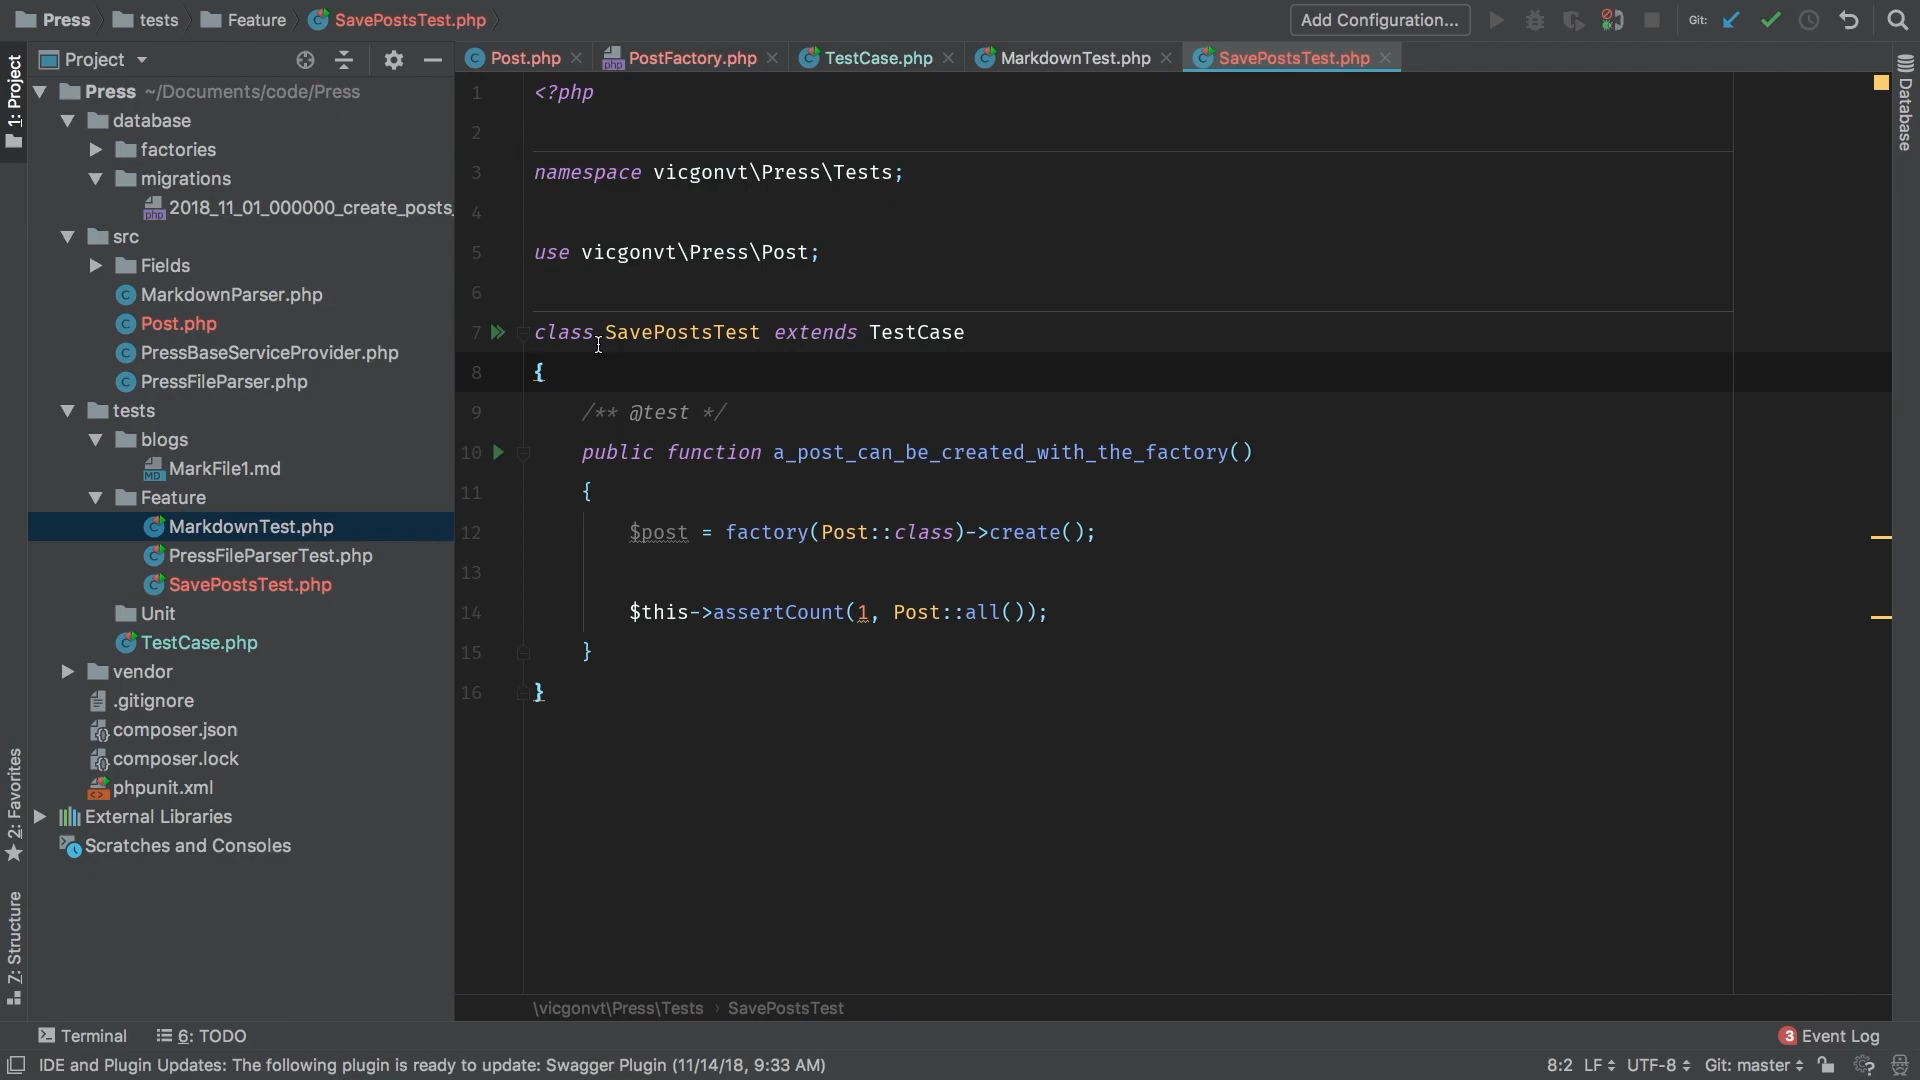 Press tests Feature SavePostsTest.php Add Configuration... Git:
1: Project
Project
Press ~/Documents/code/Press
database
factories
migrations
2018_11_01_000000_create_posts_
src
Fields
MarkdownParser.php
Post.php
PressBaseServiceProvider.php
PressFileParser.php
tests
blogs
MarkFile1.md
Feature
MarkdownTest.php
PressFileParserTest.php
SavePostsTest.php
Unit
TestCase.php
vendor
.gitignore
composer.json
composer.lock
phpunit.xml
External Libraries
Scratches and Consoles
2: Favorites
Z: Structure
Post.php PostFactory.php TestCase.php MarkdownTest.php SavePostsTest.php
Database
1 <?php
2
3 namespace vicgonvt\Press\Tests;
4
5 use vicgonvt\Press\Post;
6
7 class SavePostsTest extends TestCase
8 {
9 /** @test */
10 public function a_post_can_be_created_with_the_factory()
11 {
12 $post = factory(Post::class)->create();
13
14 $this->assertCount(1, Post::all());
15 }
16 }
\vicgonvt\Press\Tests › SavePostsTest
Terminal 6: TODO 3 Event Log
IDE and Plugin Updates: The following plugin is ready to update: Swagger Plugin (11/14/18, 9:33 AM) 8:2 LF UTF-8 Git: master